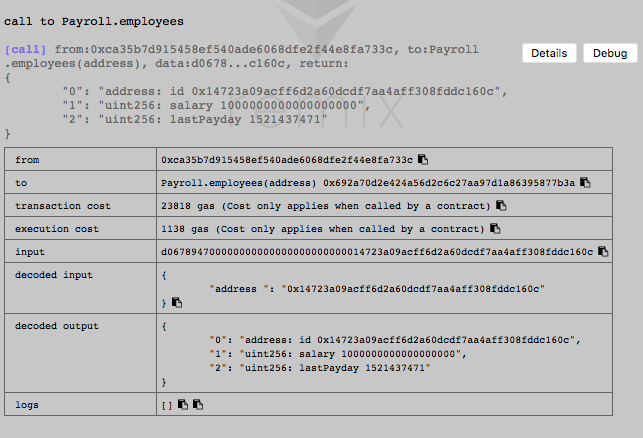 call to Payroll.employees
[call] from:0xca35b7d915458ef540ade6068dfe2f44e8fa733c, to:Payroll
.employees(address), data:d0678...c160c, return:
Details
Debug
{
"0": "address: id 0x14723a09acff6d2a60dcdf7aa4aff308fddc160c",
"1": "uint256: salary 1000000000000000000",
"2": "uint256: lastPayday 1521437471"
}
from 0xca35b7d915458ef540ade6068dfe2f44e8fa733c
to Payroll.employees(address) 0x692a70d2e424a56d2c6c27aa97d1a86395877b3a
transaction cost 23818 gas (Cost only applies when called by a contract)
execution cost 1138 gas (Cost only applies when called by a contract)
input d067894700000000000000000000000014723a09acff6d2a60dcdf7aa4aff308fddc160c
decoded input {
"address ": "0x14723a09acff6d2a60dcdf7aa4aff308fddc160c"
}
decoded output {
"0": "address: id 0x14723a09acff6d2a60dcdf7aa4aff308fddc160c",
"1": "uint256: salary 1000000000000000000",
"2": "uint256: lastPayday 1521437471"
}
logs []